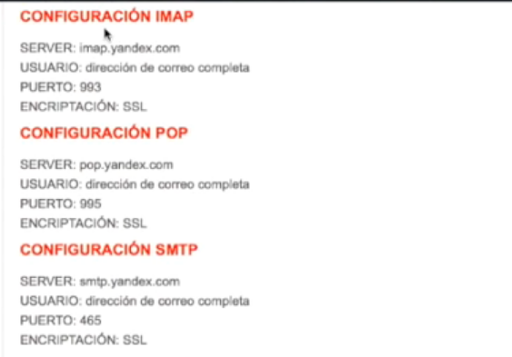 CONFIGURACIÓN IMAP
SERVER: imap.yandex.com
USUARIO: dirección de correo completa
PUERTO: 993
ENCRIPTACIÓN: SSL
CONFIGURACIÓN POP
SERVER: pop.yandex.com
USUARIO: dirección de correo completa
PUERTO: 995
ENCRIPTACIÓN: SSL
CONFIGURACIÓN SMTP
SERVER: smtp.yandex.com
USUARIO: dirección de correo completa
PUERTO: 465
ENCRIPTACIÓN: SSL